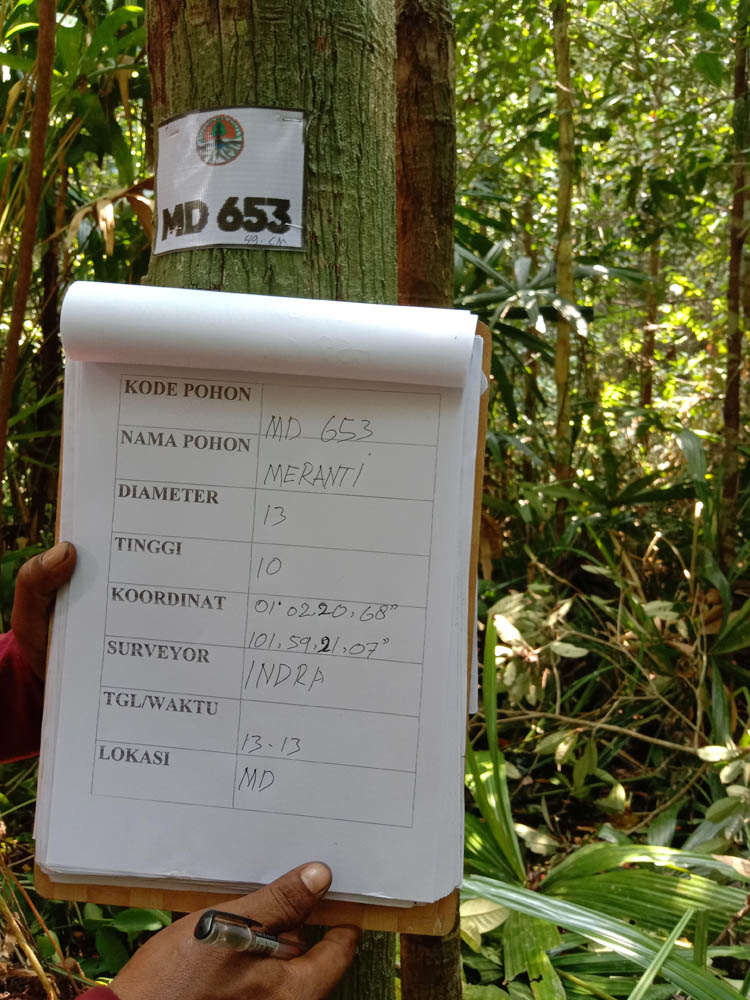 MD 653
49. CM
KODE POHON MD 653
NAMA POHON MERANTI
DIAMETER 13
TINGGI 10
KOORDINAT 01° 02.20, 68"
101, 59, 21, 07"
SURVEYOR INDRA
TGL/WAKTU 13-13
LOKASI MD